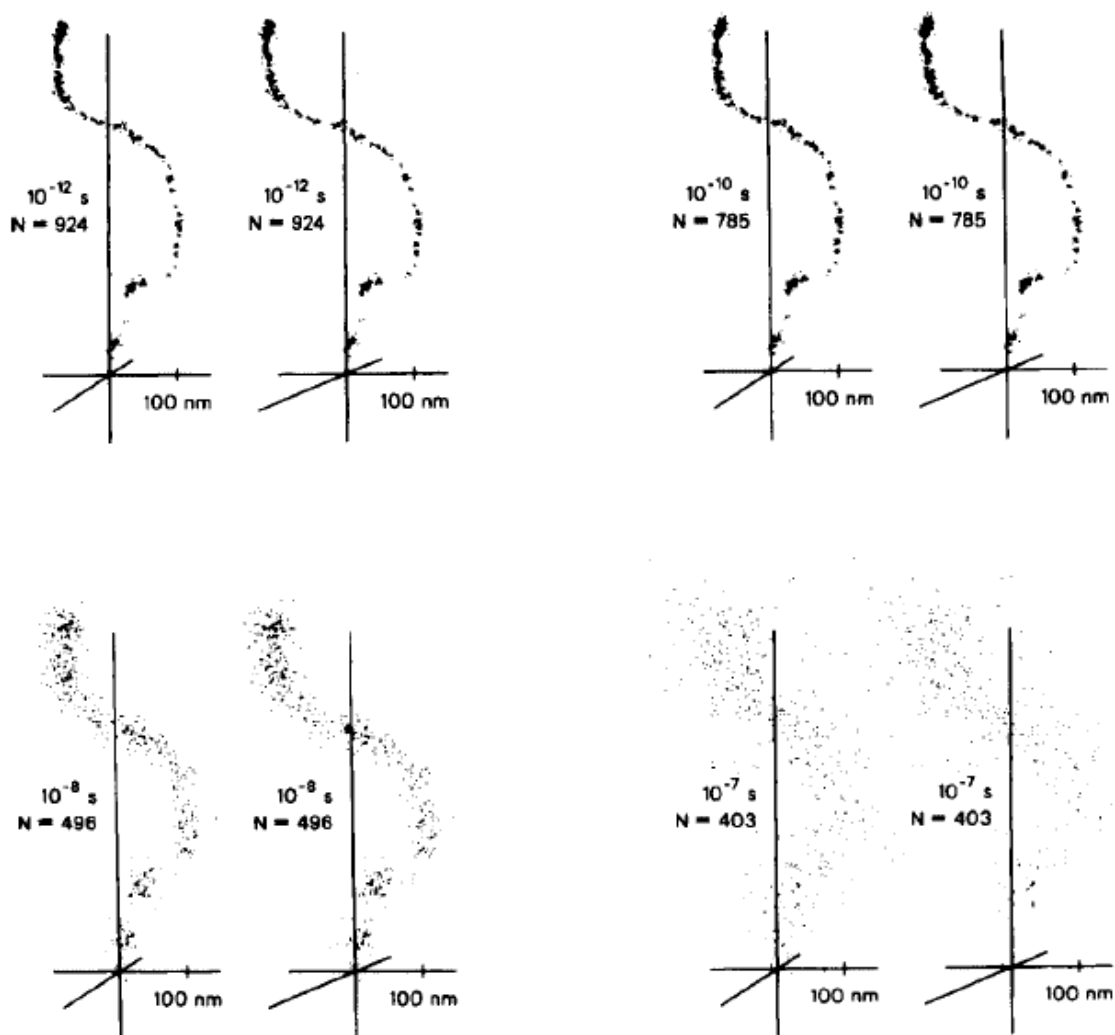 10⁻¹² s
N = 924
100 nm
10⁻¹² s
N = 924
100 nm
10⁻¹⁰ s
N = 785
100 nm
10⁻¹⁰ s
N = 785
100 nm
10⁻⁸ s
N = 496
100 nm
10⁻⁸ s
N = 496
100 nm
10⁻⁷ s
N = 403
100 nm
10⁻⁷ s
N = 403
100 nm